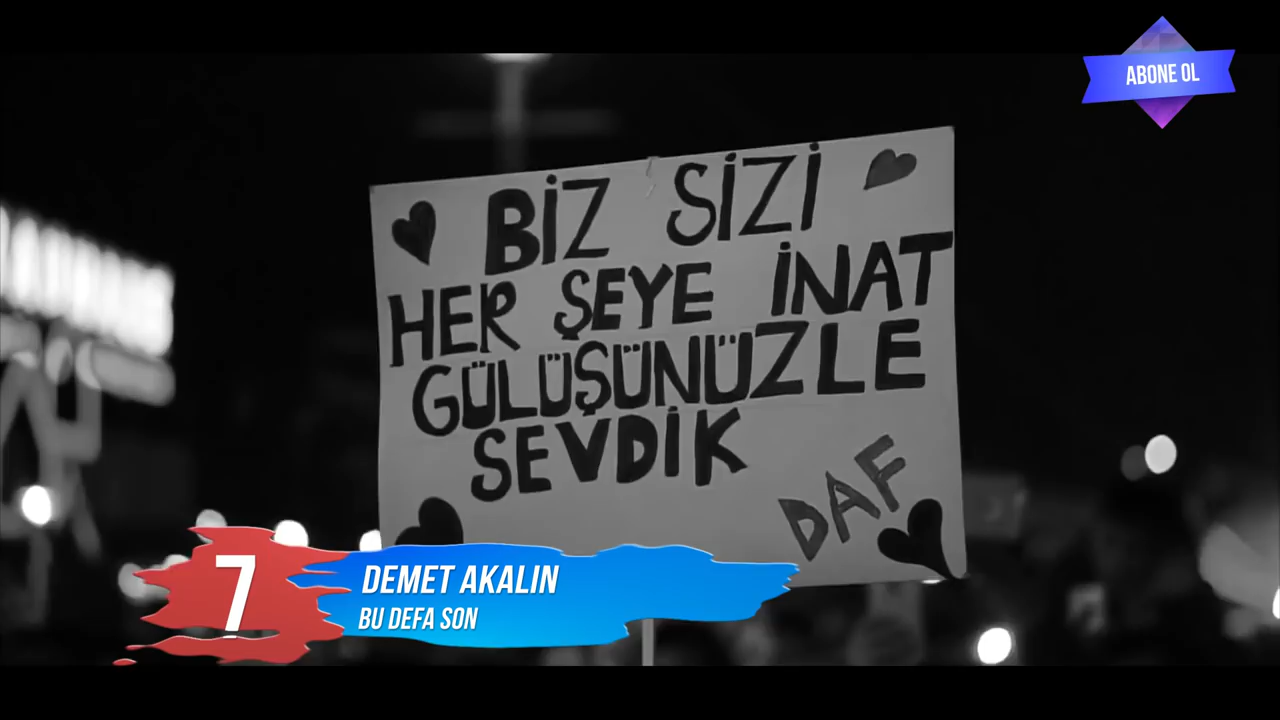 ABONE OL
BİZ SİZİ
HER ŞEYE İNAT
GÜLÜŞÜNÜZLE
SEVDİK
DAF
7
DEMET AKALIN
BU DEFA SON